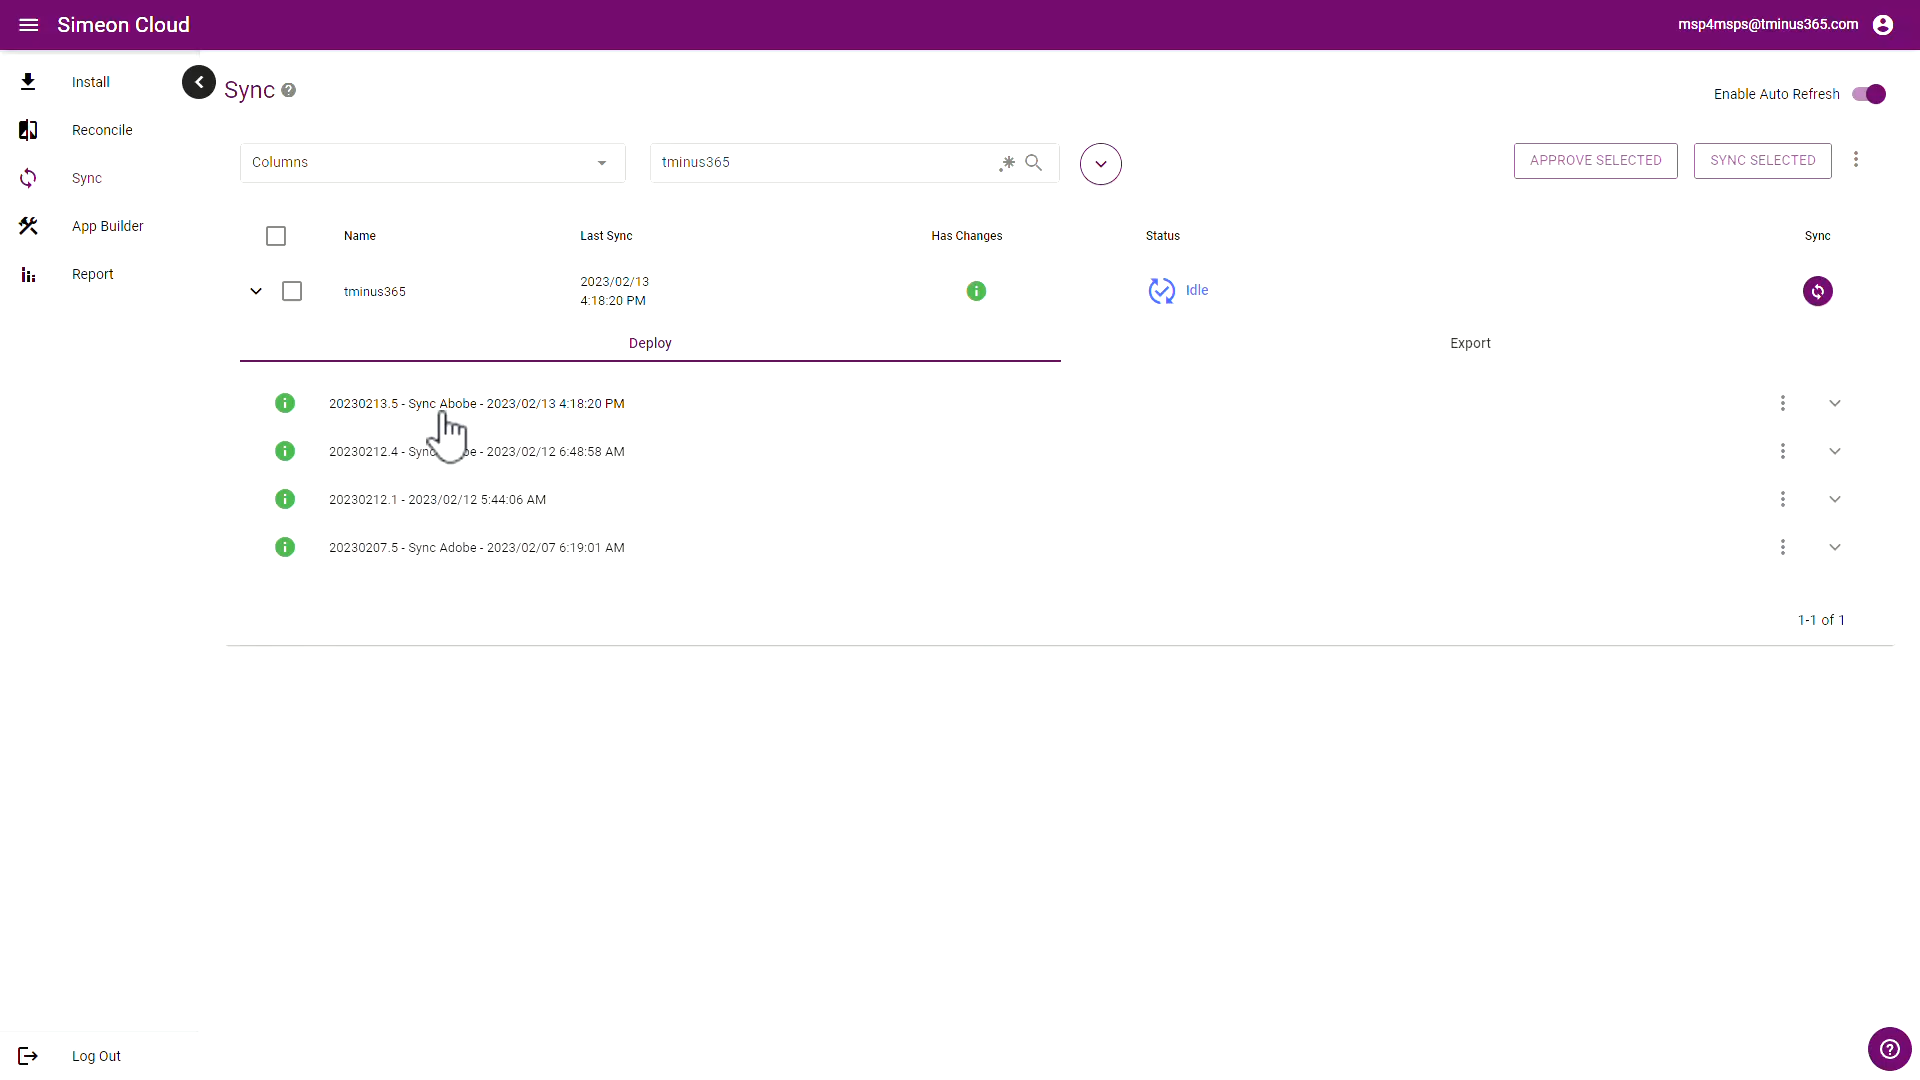 Simeon Cloud
msp4msps@tminus365.com
Install
Reconcile
Sync
App Builder
Report
Log Out
Sync
Enable Auto Refresh
Columns
tminus365
APPROVE SELECTED
SYNC SELECTED
Name
Last Sync
Has Changes
Status
Sync
tminus365
2023/02/13
4:18:20 PM
Idle
Deploy
Export
20230213.5 - Sync Abobe - 2023/02/13 4:18:20 PM
20230212.4 - Sync be - 2023/02/12 6:48:58 AM
20230212.1 - 2023/02/12 5:44:06 AM
20230207.5 - Sync Adobe - 2023/02/07 6:19:01 AM
1-1 of 1